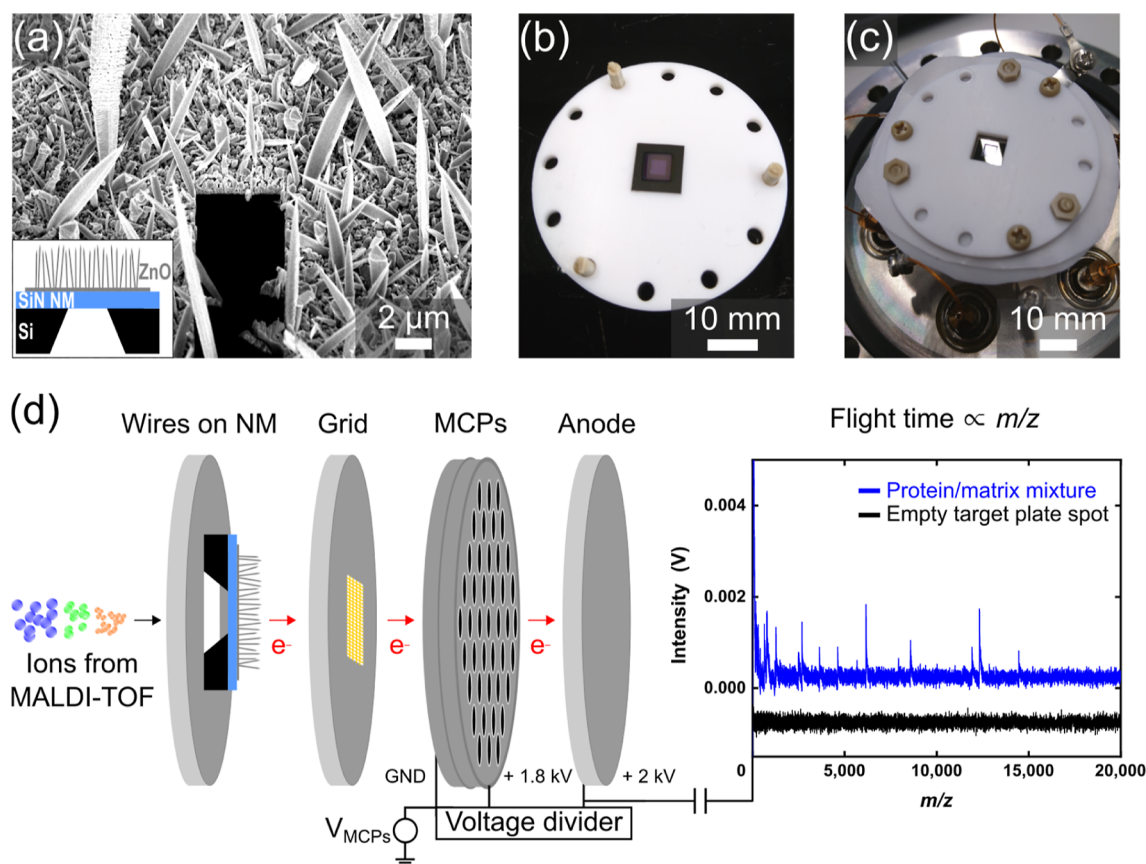 (a)
ZnO
SiN NM
Si
2 µm
(b)
10 mm
(c)
10 mm
(d)
Wires on NM
Grid
MCPs
Anode
Flight time ∝ m/z
Ions from
MALDI-TOF
e-
e-
e-
GND
+ 1.8 kV
+ 2 kV
VMCPs
Voltage divider
Protein/matrix mixture
Empty target plate spot
Intensity (V)
0.004
0.002
0.000
0
5,000
10,000
15,000
20,000
m/z